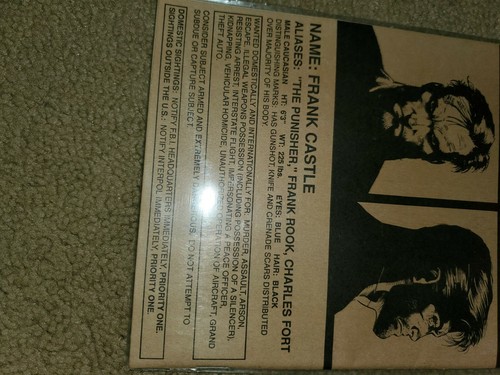 NAME: FRANK CASTLE
ALIASES: "THE PUNISHER," FRANK ROOK, CHARLES FORT
MALE CAUCASIAN HT: 6'3" WT: 225 lbs. EYES: BLUE HAIR: BLACK
DISTINGUISHING MARKS: HAS GUNSHOT, KNIFE AND GRENADE SCARS DISTRIBUTED
OVER MAJORITY OF HIS BODY.
WANTED DOMESTICALLY AND INTERNATIONALLY FOR: MURDER, ASSAULT, ARSON,
ESCAPE, ILLEGAL WEAPONS POSSESSION (INCLUDING POSSESSION OF A SILENCER),
RESISTING ARREST, INTERSTATE FLIGHT, IMPERSONATING A PEACE OFFICER,
KIDNAPPING, VEHICULAR HOMICIDE, UNAUTHORIZED OPERATION OF AIRCRAFT, GRAND
THEFT AUTO.
CONSIDER SUBJECT ARMED AND EXTREMELY DANGEROUS. DO NOT ATTEMPT TO
SUBDUE OR CAPTURE SUBJECT.
DOMESTIC SIGHTINGS: NOTIFY F.B.I. HEADQUARTERS IMMEDIATELY, PRIORITY ONE.
SIGHTINGS OUTSIDE THE U.S.: NOTIFY INTERPOL IMMEDIATELY, PRIORITY ONE.